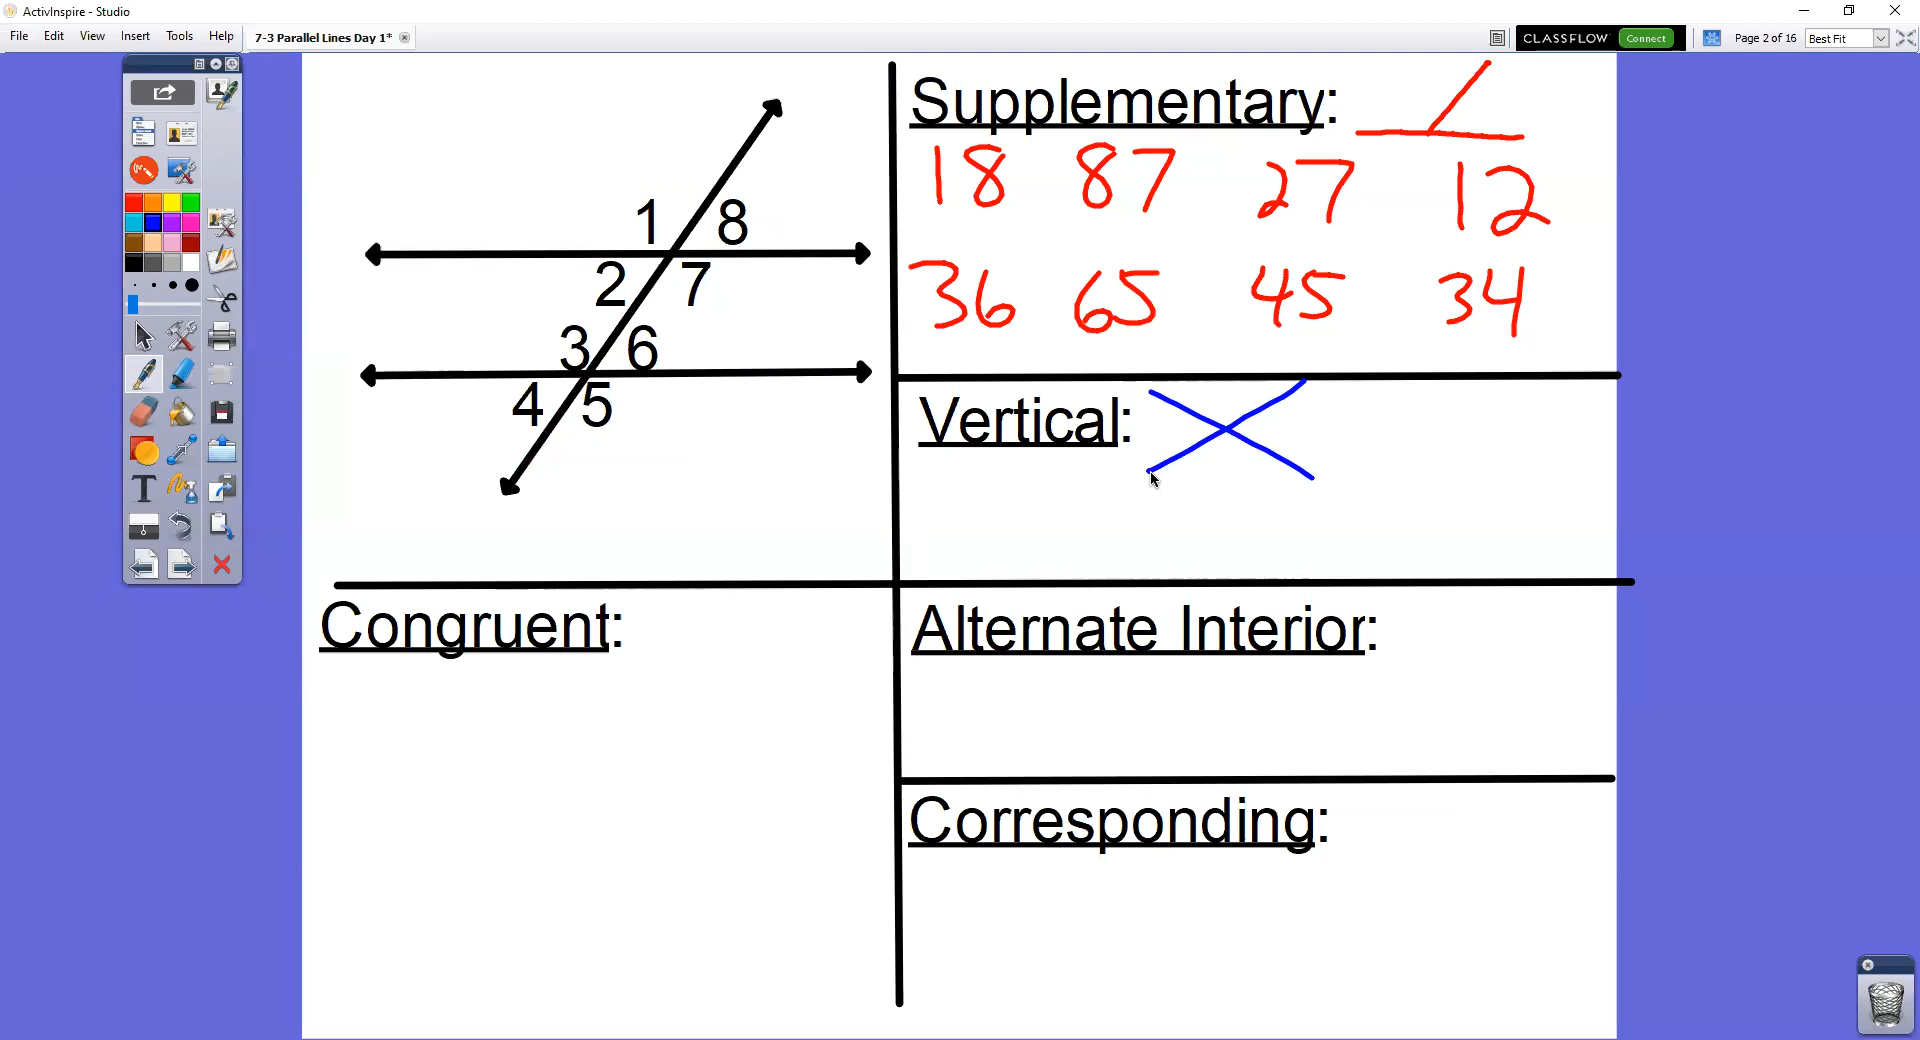 ActivInspire - Studio
File Edit View Insert Tools Help 7-3 Parallel Lines Day 1* CLASSFLOW Connect Page 2 of 16 Best Fit
Supplementary:
18 87 27 12
36 65 45 34
1 8
2 7
3 6
4 5
Vertical:
Congruent:
Alternate Interior:
Corresponding: